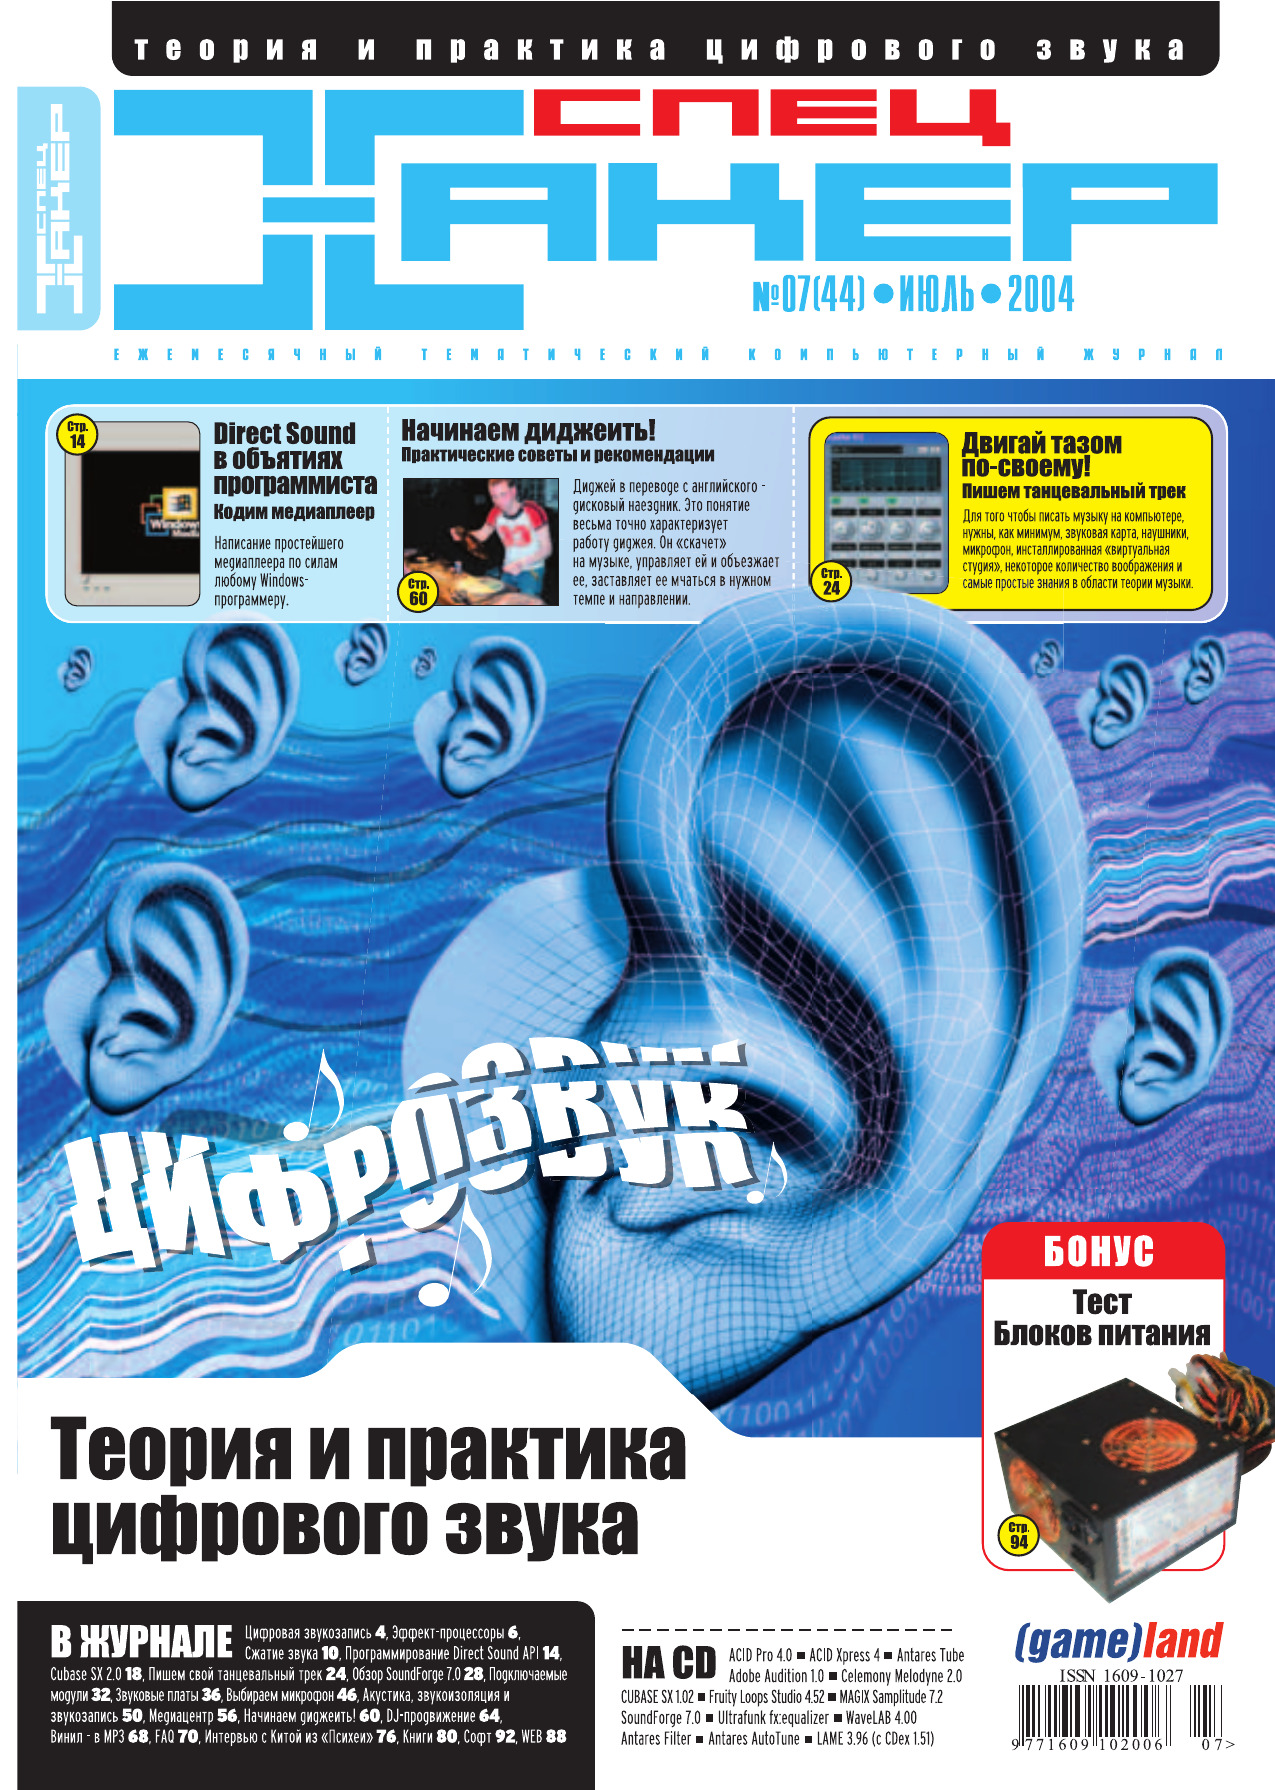 теория и практика цифрового звука
СПЕЦ
ХАКЕР
СПЕЦ
ХАКЕР
№07(44) • ИЮЛЬ • 2004
ЕЖЕМЕСЯЧНЫЙ ТЕМАТИЧЕСКИЙ КОМПЬЮТЕРНЫЙ ЖУРНАЛ
Стр.
14
Direct Sound
в объятиях
программиста
Кодим медиаплеер
Написание простейшего
медиаплеера по силам
любому Windows-
программеру.
Начинаем диджеить!
Практические советы и рекомендации
Диджей в переводе с английского -
дисковый наездник. Это понятие
весьма точно характеризует
работу диджея. Он «скачет»
на музыке, управляет ей и объезжает
ее, заставляет ее мчаться в нужном
темпе и направлении.
Стр.
60
Двигай тазом
по-своему!
Пишем танцевальный трек
Для того чтобы писать музыку на компьютере,
нужны, как минимум, звуковая карта, наушники,
микрофон, инсталлированная «виртуальная
студия», некоторое количество воображения и
самые простые знания в области теории музыки.
Стр.
24
ЦИФРОЗВУК
БОНУС
Тест
Блоков питания
Стр.
94
Теория и практика
цифрового звука
В ЖУРНАЛЕ Цифровая звукозапись 4, Эффект-процессоры 6,
Сжатие звука 10, Программирование Direct Sound API 14,
Cubase SX 2.0 18, Пишем свой танцевальный трек 24, Обзор SoundForge 7.0 28, Подключаемые
модули 32, Звуковые платы 36, Выбираем микрофон 46, Акустика, звукоизоляция и
звукозапись 50, Медиацентр 56, Начинаем диджеить! 60, DJ-продвижение 64,
Винил - в MP3 68, FAQ 70, Интервью с Китой из «Психеи» 76, Книги 80, Софт 92, WEB 88
НА CD ACID Pro 4.0 ■ ACID Xpress 4 ■ Antares Tube
Adobe Audition 1.0 ■ Celemony Melodyne 2.0
CUBASE SX 1.02 ■ Fruity Loops Studio 4.52 ■ MAGIX Samplitude 7.2
SoundForge 7.0 ■ Ultrafunk fx:equalizer ■ WaveLAB 4.00
Antares Filter ■ Antares AutoTune ■ LAME 3.96 (с CDex 1.51)
(game)land
ISSN 1609-1027
9 771609 102006 07>